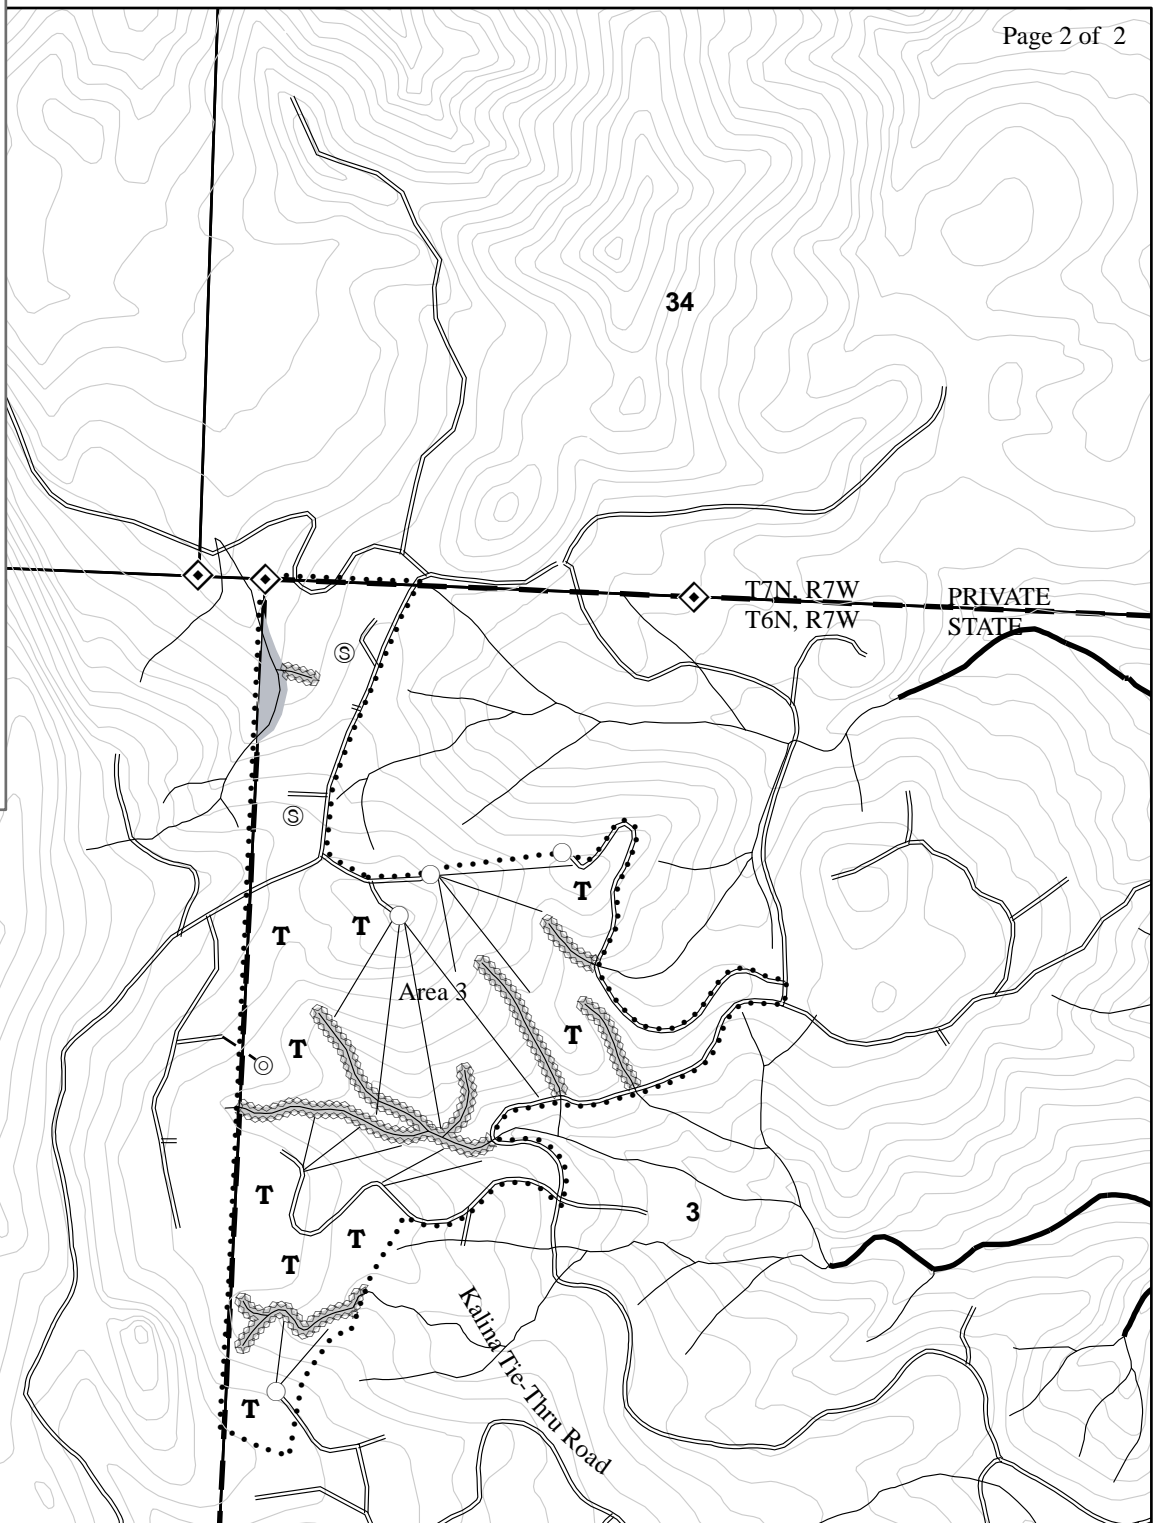 Page 2 of 2
34
T7N, R7W
PRIVATE
T6N, R7W
STATE
S
S
T
T
T
Area 3
T
T
T
3
T
T
Kalina Tie-Thru Road
T